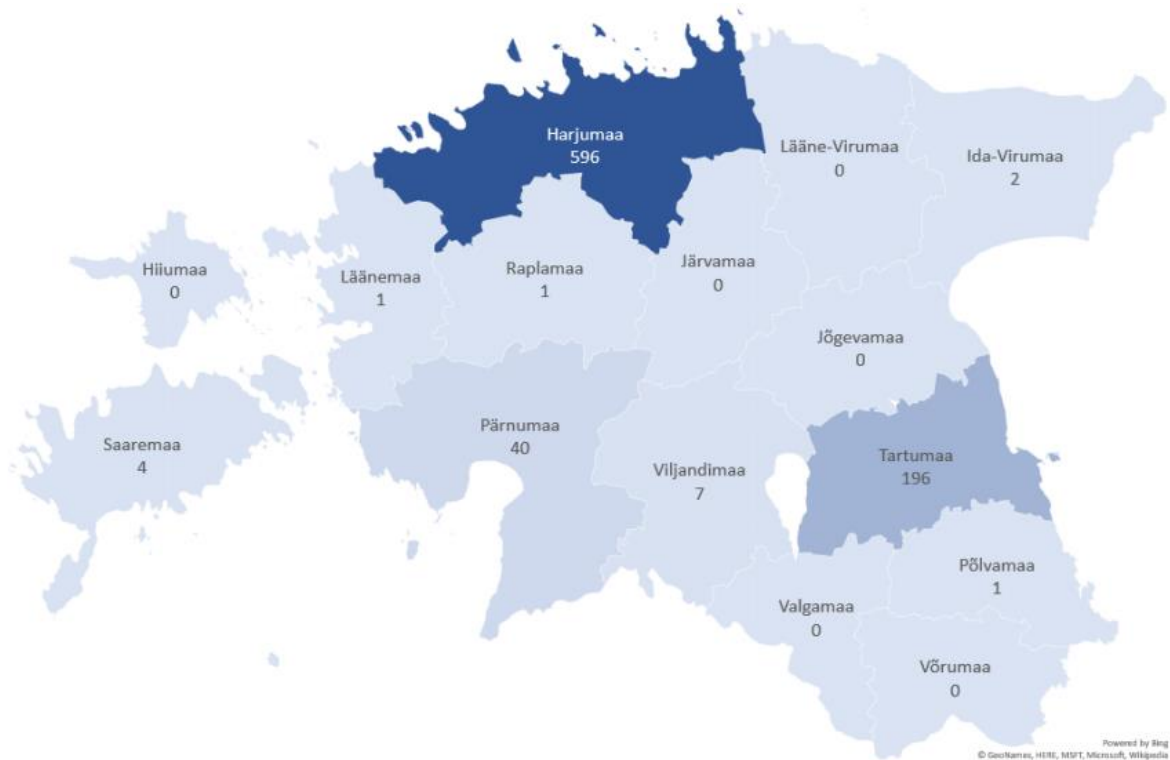 Harjumaa
596
Lääne-Virumaa
0
Ida-Virumaa
2
Hiiumaa
0
Läänemaa
1
Raplamaa
1
Järvamaa
0
Jõgevamaa
0
Saaremaa
4
Pärnumaa
40
Viljandimaa
7
Tartumaa
196
Põlvamaa
1
Valgamaa
0
Võrumaa
0
Powered by Bing
© GeoNames, HERE, MSFT, Microsoft, Wikipedia